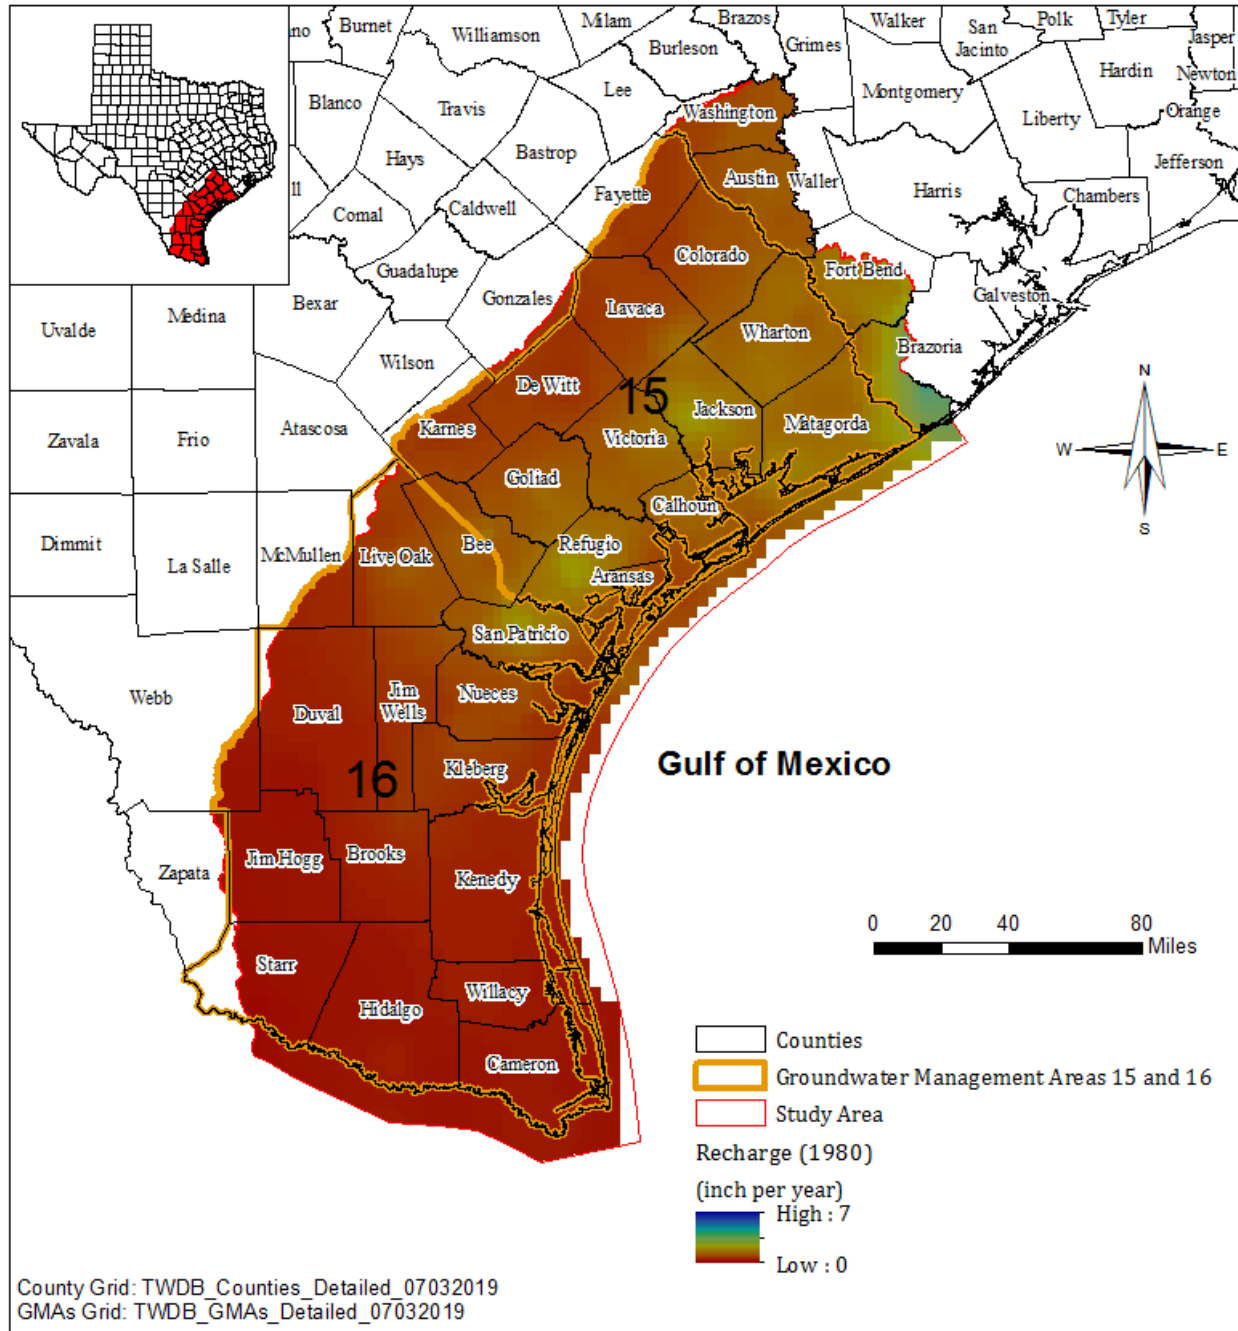 no
Burnet
Williamson
Milam
Brazos
Walker
San
Jacinto
Polk
Tyler
Jasper
Burleson
Grimes
Hardin
Newton
Lee
Montgomery
Blanco
Travis
Liberty
Orange
Washington
Bastrop
Hays
Jefferson
Austin
Waller
Harris
Chambers
ll
Fayette
Comal
Caldwell
Colorado
Fort Bend
Guadalupe
Galveston
Gonzales
Bexar
Medina
Uvalde
Lavaca
Wharton
Brazoria
Wilson
De Witt
N
15
Jackson
Karnes
Atascosa
Zavala
Frio
Victoria
Matagorda
W
E
Goliad
Calhoun
S
Dimmit
La Salle
McMullen
Live Oak
Bee
Refugio
Aransas
San Patricio
Webb
Duval
Jim
Wells
Nueces
16
Kleberg
Gulf of Mexico
Zapata
Jim Hogg
Brooks
Kenedy
0 20 40 80
Miles
Starr
Hidalgo
Willacy
Cameron
Counties
Groundwater Management Areas 15 and 16
Study Area
Recharge (1980)
(inch per year)
High : 7
Low : 0
County Grid: TWDB_Counties_Detailed_07032019
GMAs Grid: TWDB_GMAs_Detailed_07032019